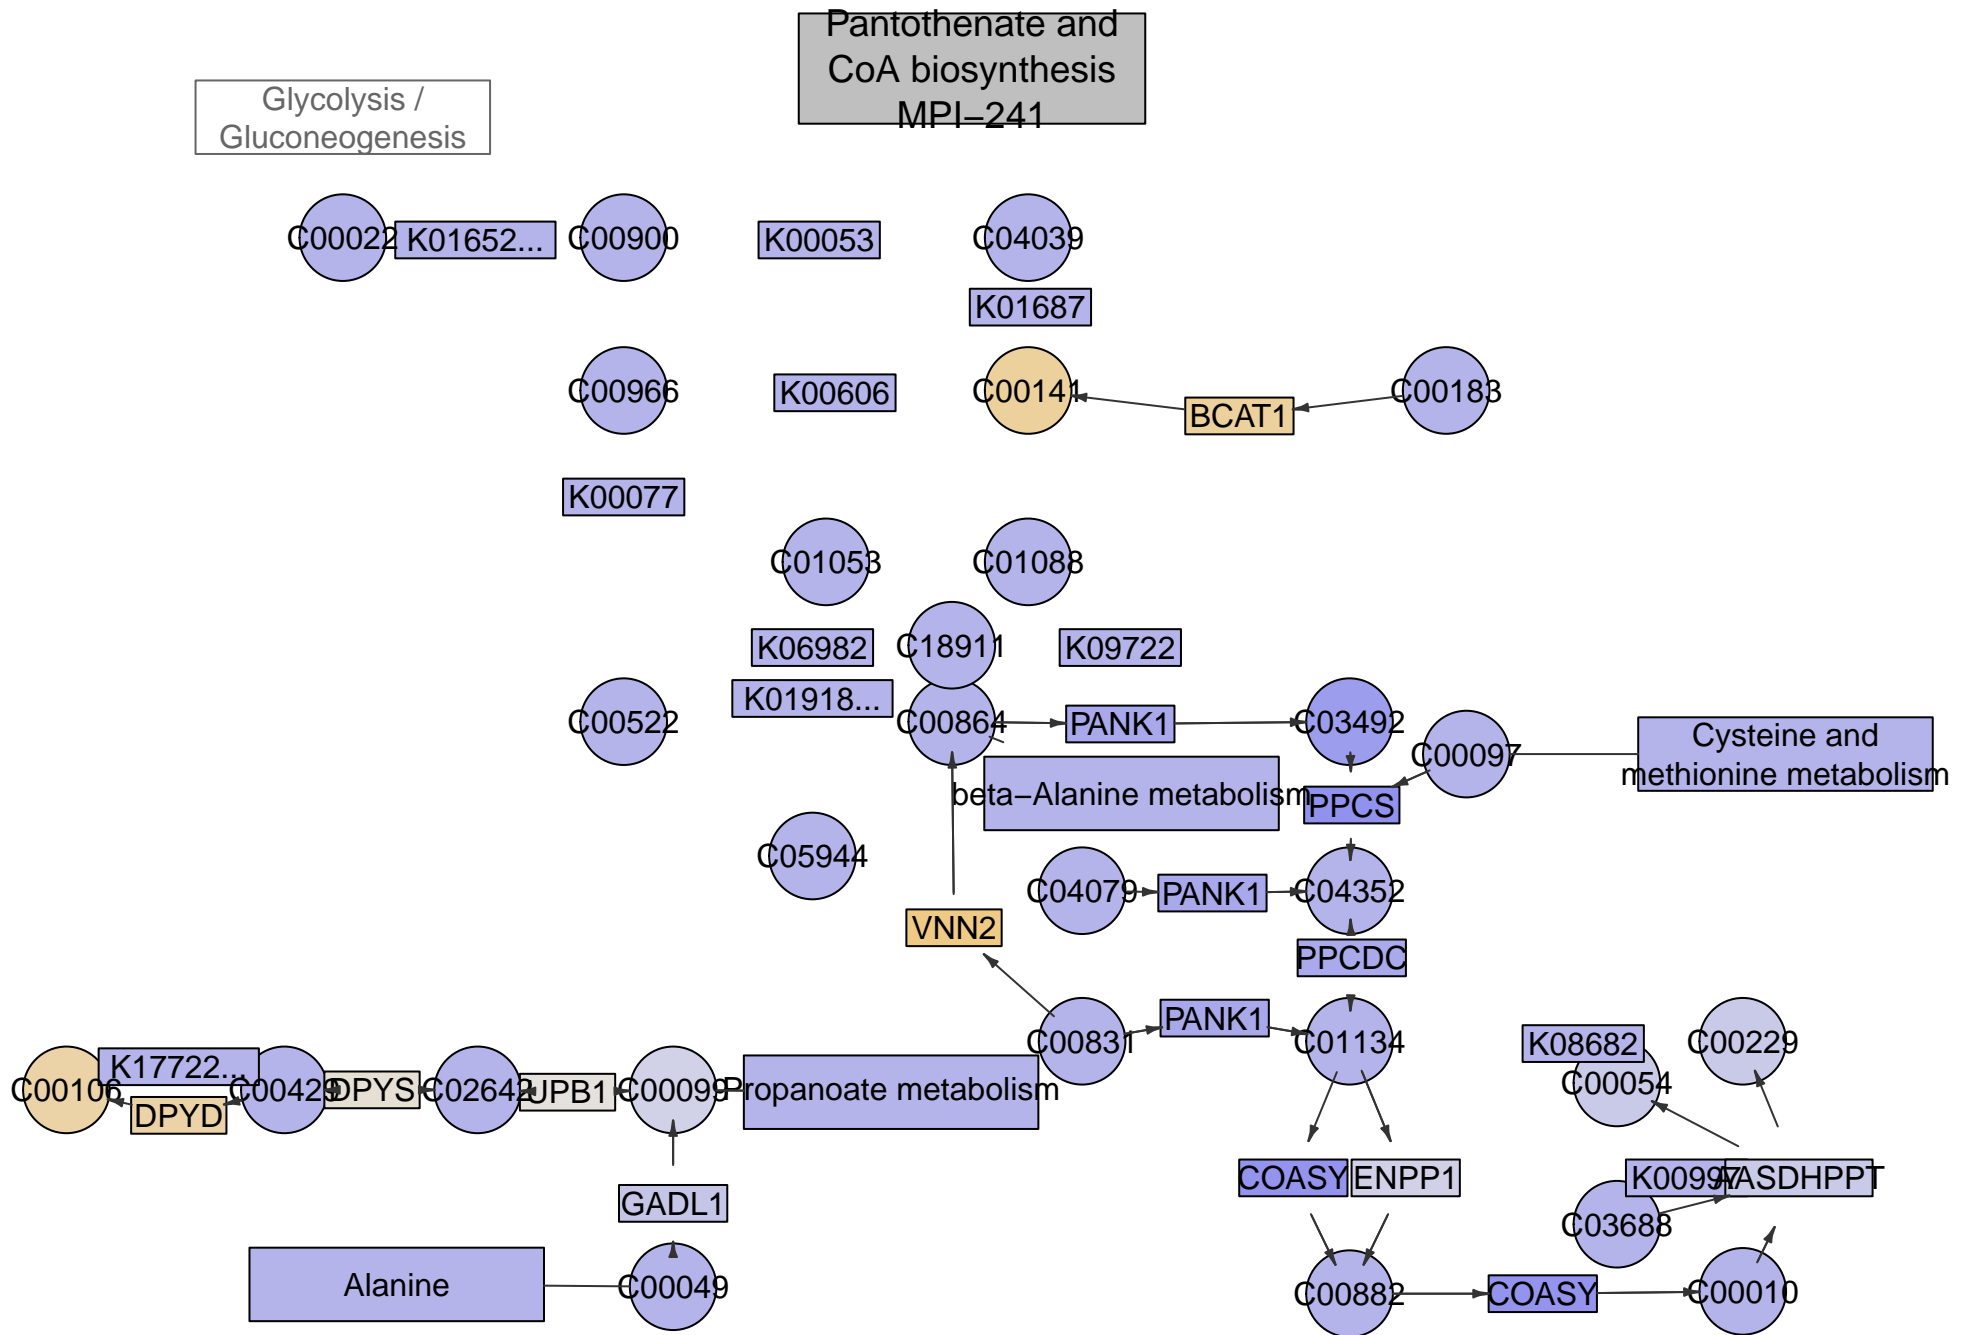 Pantothenate and
CoA biosynthesis
MPI−241
Glycolysis /
Gluconeogenesis
C00022
K01652...
C00900
K00053
C04039
K01687
C00966
K00606
C00141
BCAT1
C00183
K00077
C01053
C01088
K06982
C18911
K09722
K01918...
C00522
C00864
PANK1
C03492
C00097
Cysteine and
methionine metabolism
beta−Alanine metabolism
PPCS
C05944
C04079
PANK1
C04352
VNN2
PPCDC
C00831
PANK1
C01134
K08682
C00229
C00054
C00106
K17722...
DPYD
C00429
DPYS
C02642
UPB1
C00099
Propanoate metabolism
COASY
ENPP1
K00997
AASDHPPT
GADL1
C03688
Alanine
C00049
C00882
COASY
C00010